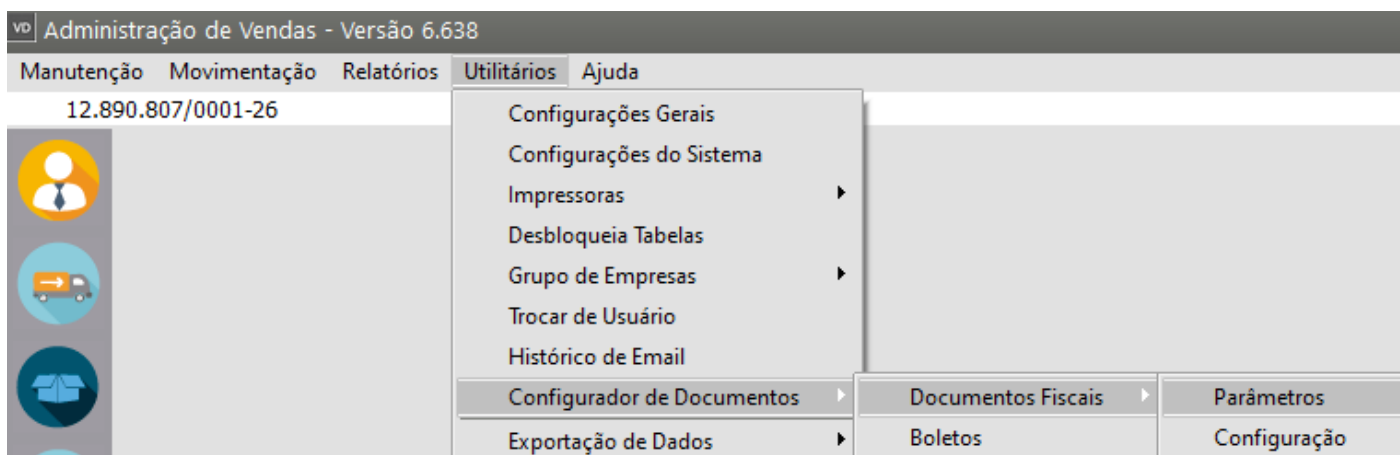 VD Administração de Vendas - Versão 6.638
Manutenção Movimentação Relatórios Utilitários Ajuda
12.890.807/0001-26
Configurações Gerais
Configurações do Sistema
Impressoras
Desbloqueia Tabelas
Grupo de Empresas
Trocar de Usuário
Histórico de Email
Configurador de Documentos Documentos Fiscais Parâmetros
Exportação de Dados Boletos Configuração